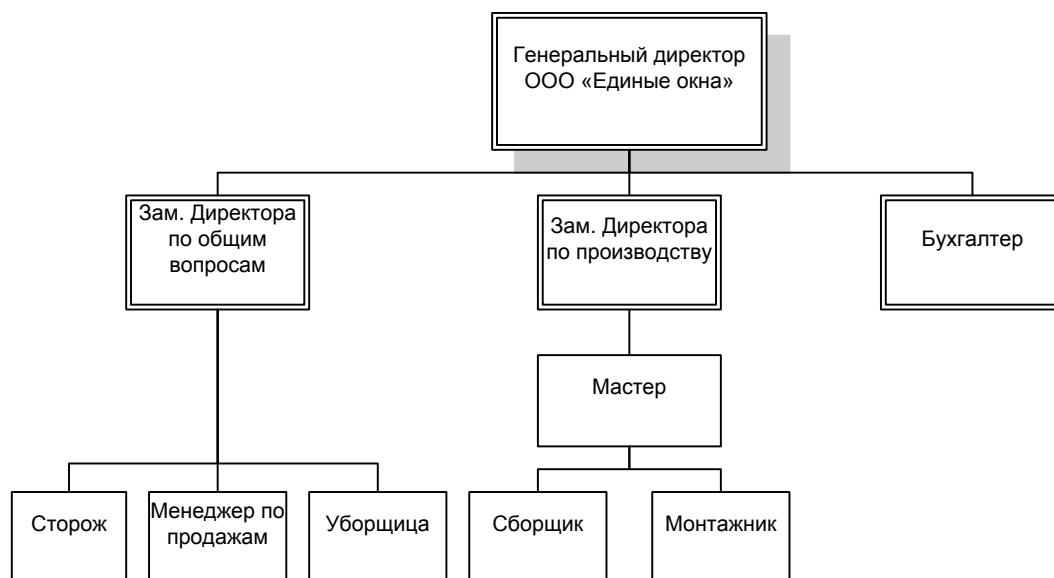 Генеральный директор
ООО «Единые окна»
Зам. Директора
по общим
вопросам
Зам. Директора
по производству
Бухгалтер
Мастер
Сторож
Менеджер по
продажам
Уборщица
Сборщик
Монтажник